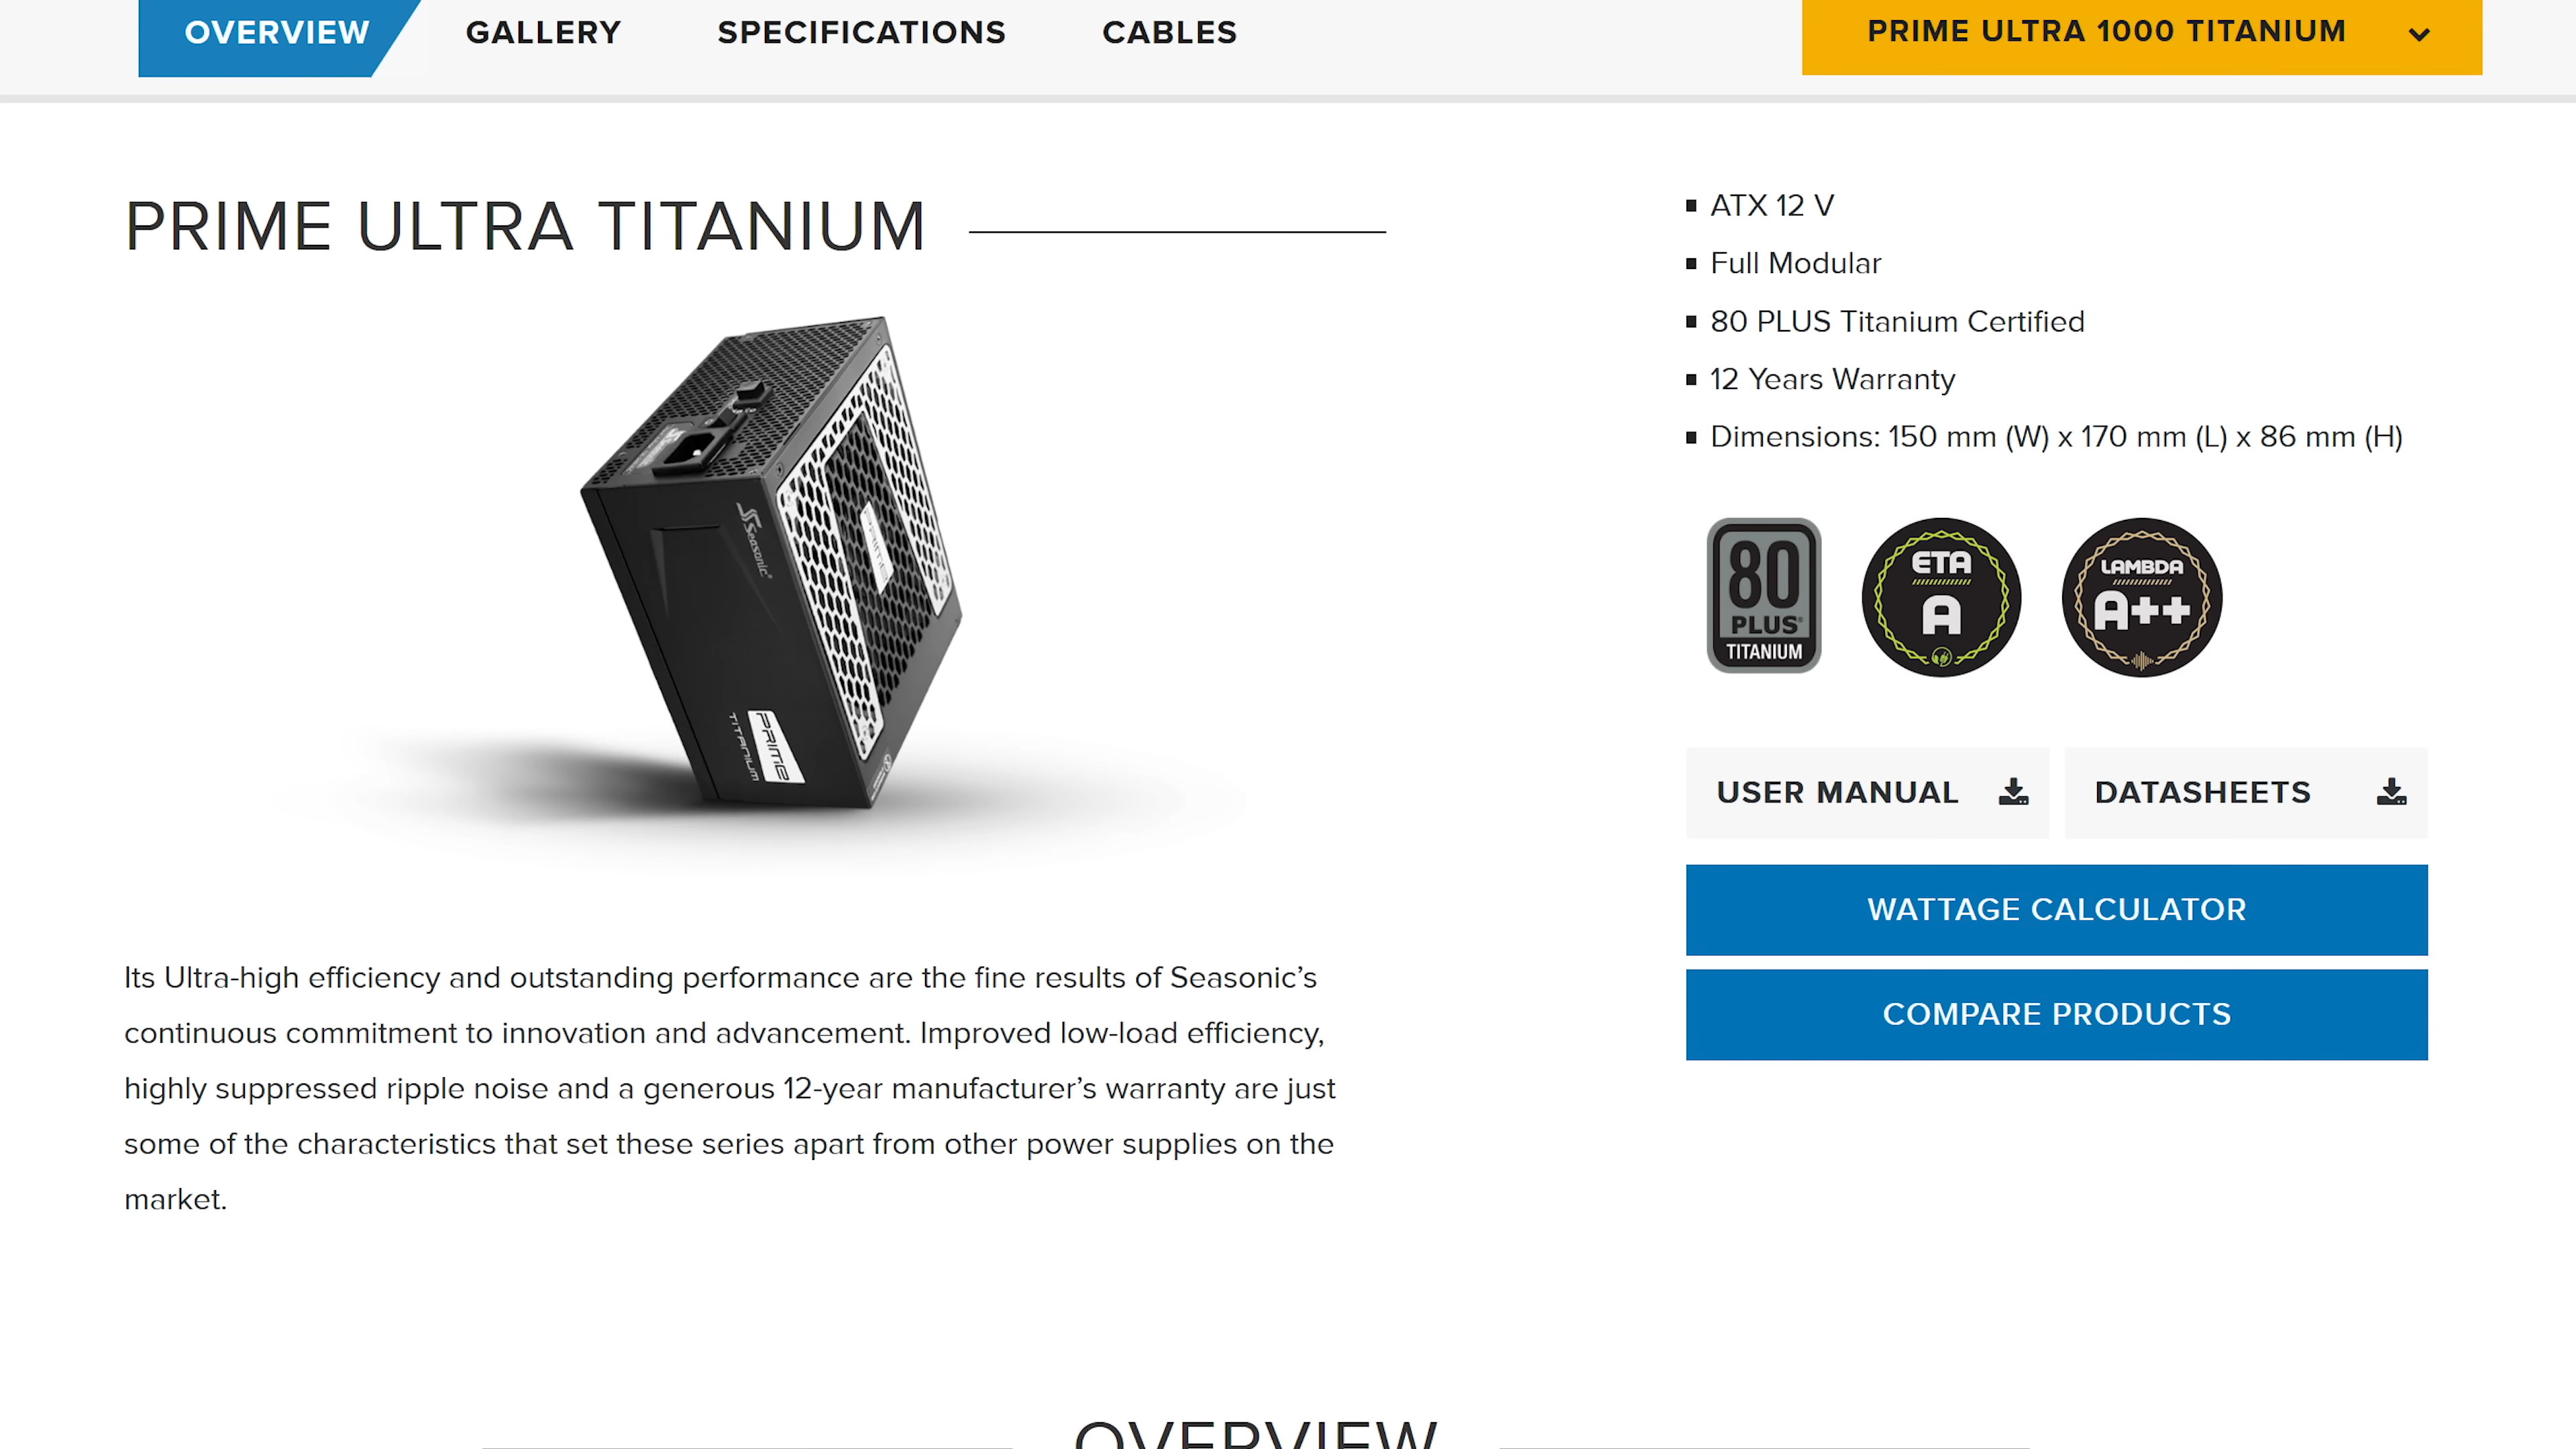 OVERVIEW
GALLERY
SPECIFICATIONS
CABLES
PRIME ULTRA 1000 TITANIUM
PRIME ULTRA TITANIUM
Seasonic
PRIME
TITANIUM
PRIME
Its Ultra-high efficiency and outstanding performance are the fine results of Seasonic’s
continuous commitment to innovation and advancement. Improved low-load efficiency,
highly suppressed ripple noise and a generous 12-year manufacturer’s warranty are just
some of the characteristics that set these series apart from other power supplies on the
market.
ATX 12 V
Full Modular
80 PLUS Titanium Certified
12 Years Warranty
Dimensions: 150 mm (W) x 170 mm (L) x 86 mm (H)
80
PLUS
TITANIUM
ETA
A
LAMBDA
A++
USER MANUAL
DATASHEETS
WATTAGE CALCULATOR
COMPARE PRODUCTS
OVERVIEW